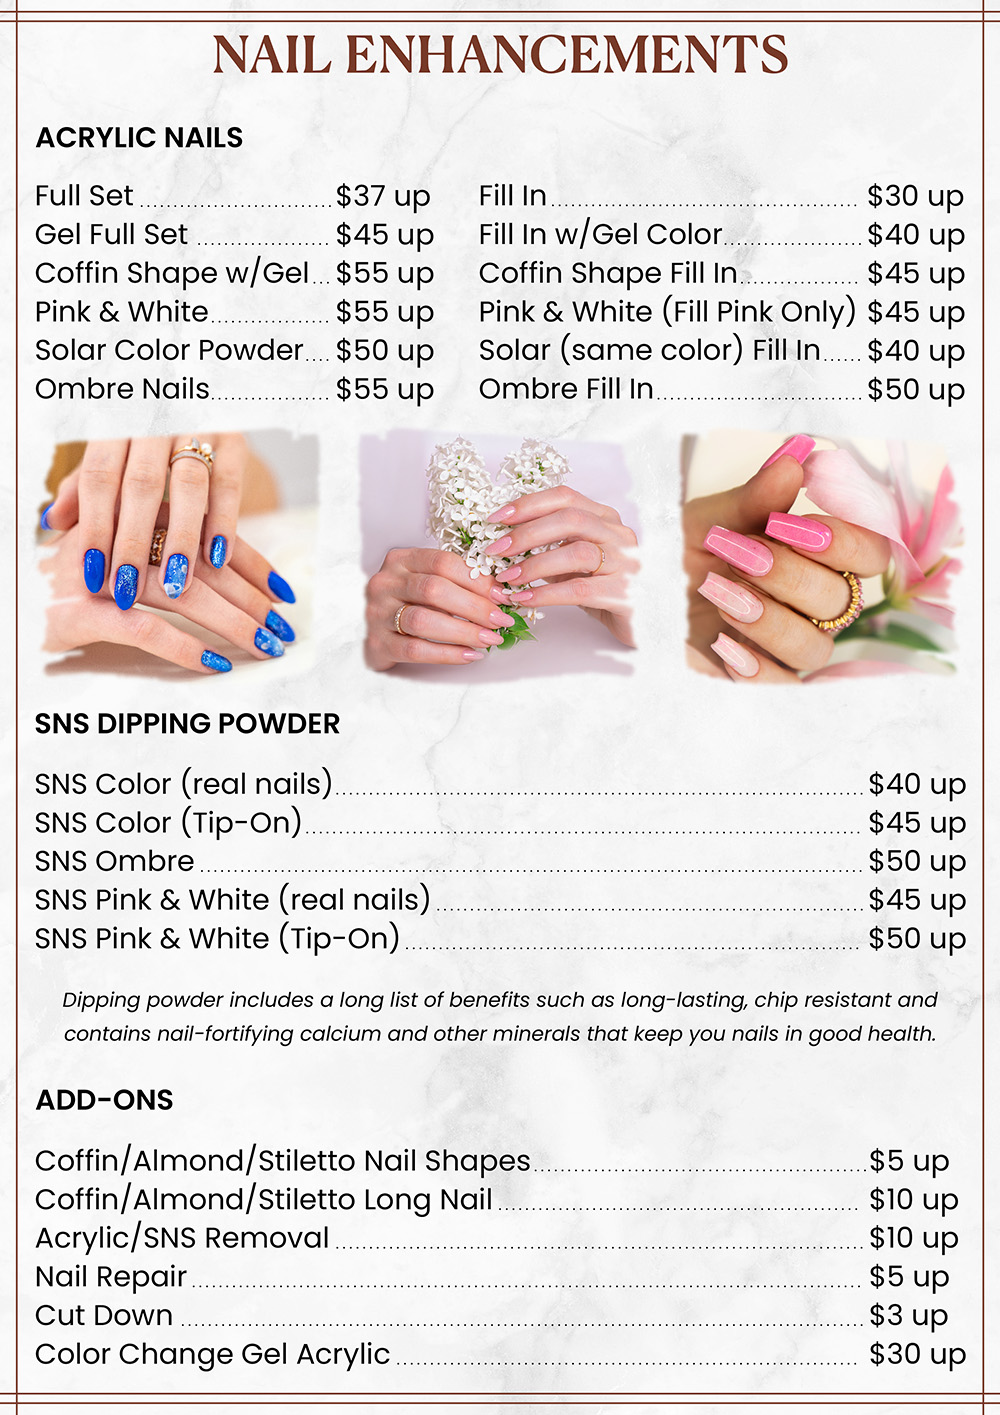 NAIL ENHANCEMENTS
ACRYLIC NAILS
Full Set $37 up
Gel Full Set $45 up
Coffin Shape w/Gel $55 up
Pink & White $55 up
Solar Color Powder $50 up
Ombre Nails $55 up
Fill In $30 up
Fill In w/Gel Color $40 up
Coffin Shape Fill In $45 up
Pink & White (Fill Pink Only) $45 up
Solar (same color) Fill In $40 up
Ombre Fill In $50 up
SNS DIPPING POWDER
SNS Color (real nails) $40 up
SNS Color (Tip-On) $45 up
SNS Ombre $50 up
SNS Pink & White (real nails) $45 up
SNS Pink & White (Tip-On) $50 up
Dipping powder includes a long list of benefits such as long-lasting, chip resistant and
contains nail-fortifying calcium and other minerals that keep you nails in good health.
ADD-ONS
Coffin/Almond/Stiletto Nail Shapes $5 up
Coffin/Almond/Stiletto Long Nail $10 up
Acrylic/SNS Removal $10 up
Nail Repair $5 up
Cut Down $3 up
Color Change Gel Acrylic $30 up